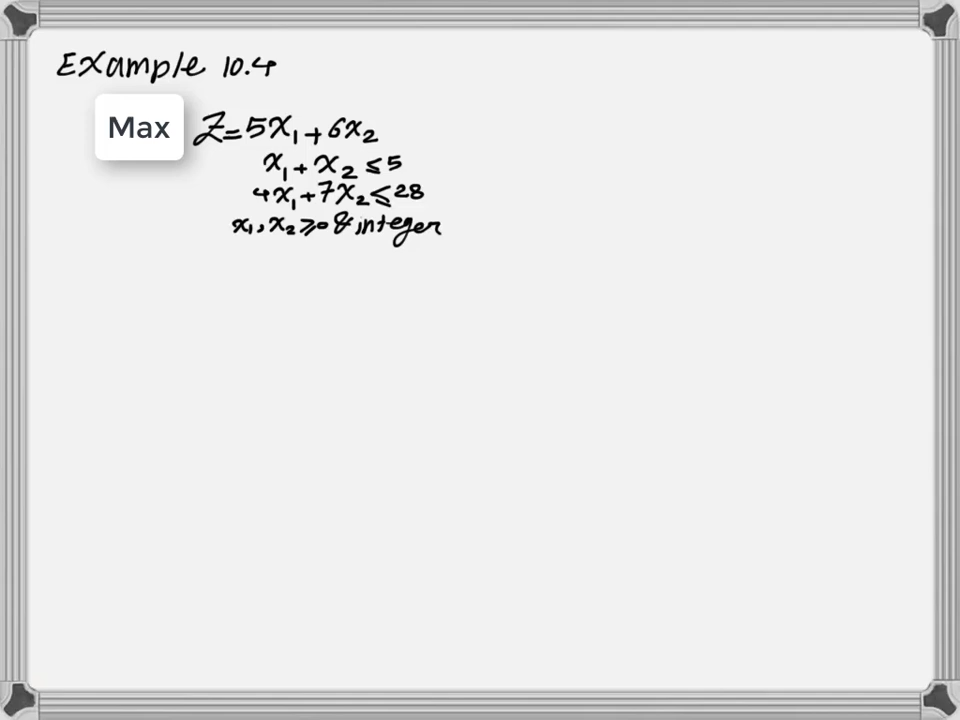 Example 10.4
Max Z=5x₁+6x₂
x₁+x₂≤5
4x₁+7x₂≤28
x₁,x₂≥0 & integer